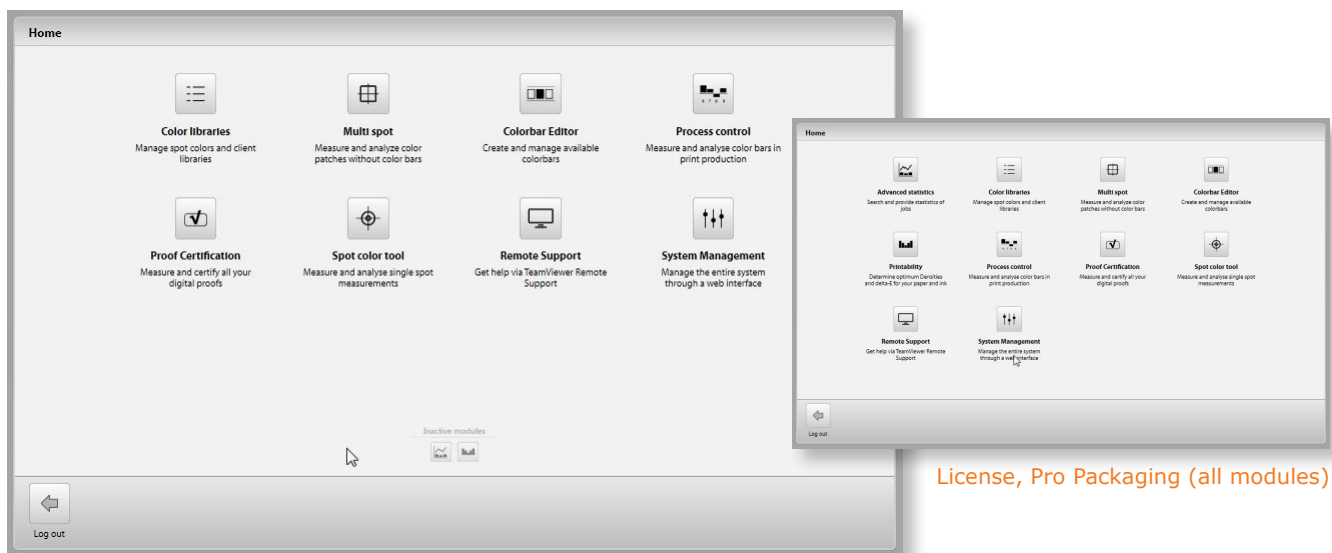 Home
Color libraries
Manage spot colors and client
libraries
Multi spot
Measure and analyze color
patches without color bars
Colorbar Editor
Create and manage available
colorbars
Process control
Measure and analyse color bars in
print production
Proof Certification
Measure and certify all your
digital proofs
Spot color tool
Measure and analyse single spot
measurements
Remote Support
Get help via TeamViewer Remote
Support
System Management
Manage the entire system
through a web interface
Inactive modules
Log out
Home
Advanced statistics
Search and provide stastistics of
jobs
Color libraries
Manage spot colors and client
libraries
Multi spot
Measure and analyze color
patches without color bars
Colorbar Editor
Create and manage available
colorbars
Printability
Determine optimum Densities
and delta-E for your paper and ink
Process control
Measure and analyse color bars in
print production
Proof Certification
Measure and certify all your
digital proofs
Spot color tool
Measure and analyse single spot
measurements
Remote Support
Get help via TeamViewer Remote
Support
System Management
Manage the entire system
through a web interface
Log out
License, Pro Packaging (all modules)